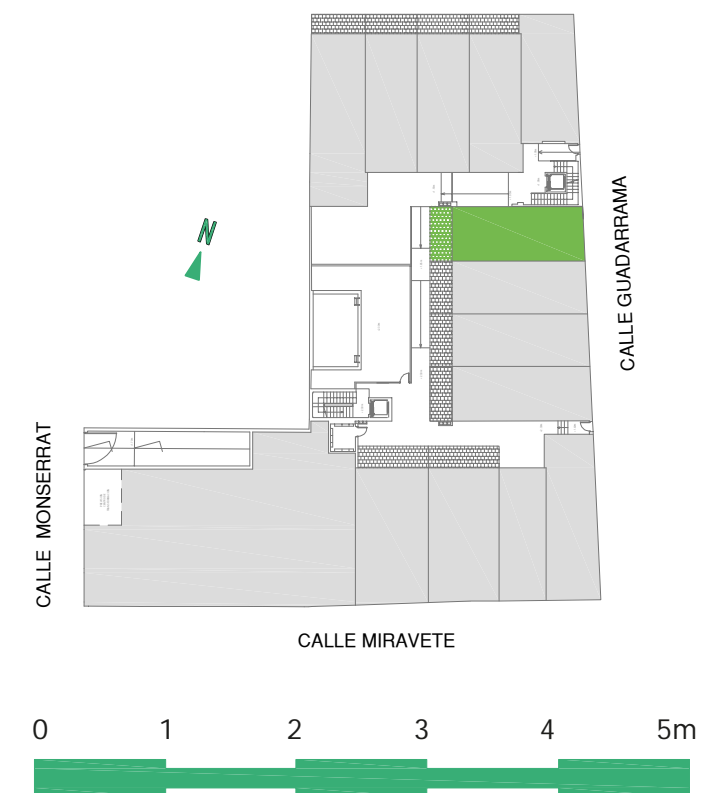 N
CALLE GUADARRAMA
CALLE MONSERRAT
CALLE MIRAVETE
0 1 2 3 4 5m